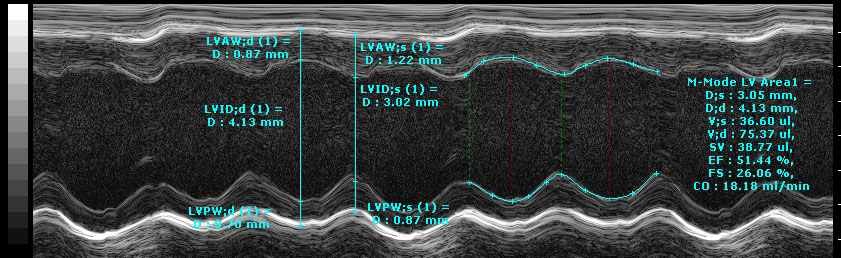 LVAW;d (1) =
D : 0.87 mm
LVAW;s (1) =
D : 1.22 mm
LVID;d (1) =
D : 4.13 mm
LVID;s (1) =
D : 3.02 mm
LVPW;d (1) =
D : 0.70 mm
LVPW;s (1) =
D : 0.87 mm
M-Mode LV Area1 =
D;s : 3.05 mm,
D;d : 4.13 mm,
V;s : 36.60 ul,
V;d : 75.37 ul,
SV : 38.77 ul,
EF : 51.44 %,
FS : 26.06 %,
CO : 18.18 ml/min